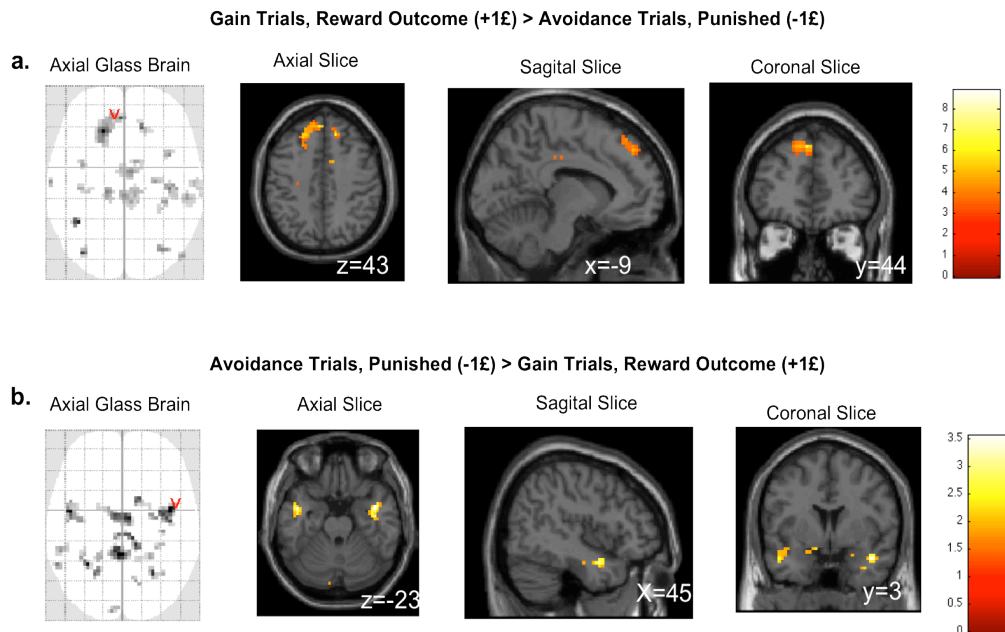 Gain Trials, Reward Outcome (+1£) > Avoidance Trials, Punished (-1£)
a.
Axial Glass Brain
Axial Slice
Sagital Slice
Coronal Slice
V
z=43
x=-9
y=44
8
7
6
5
4
3
2
1
0
Avoidance Trials, Punished (-1£) > Gain Trials, Reward Outcome (+1£)
b.
Axial Glass Brain
Axial Slice
Sagital Slice
Coronal Slice
V
z=-23
X=45
y=3
3.5
3
2.5
2
1.5
1
0.5
0